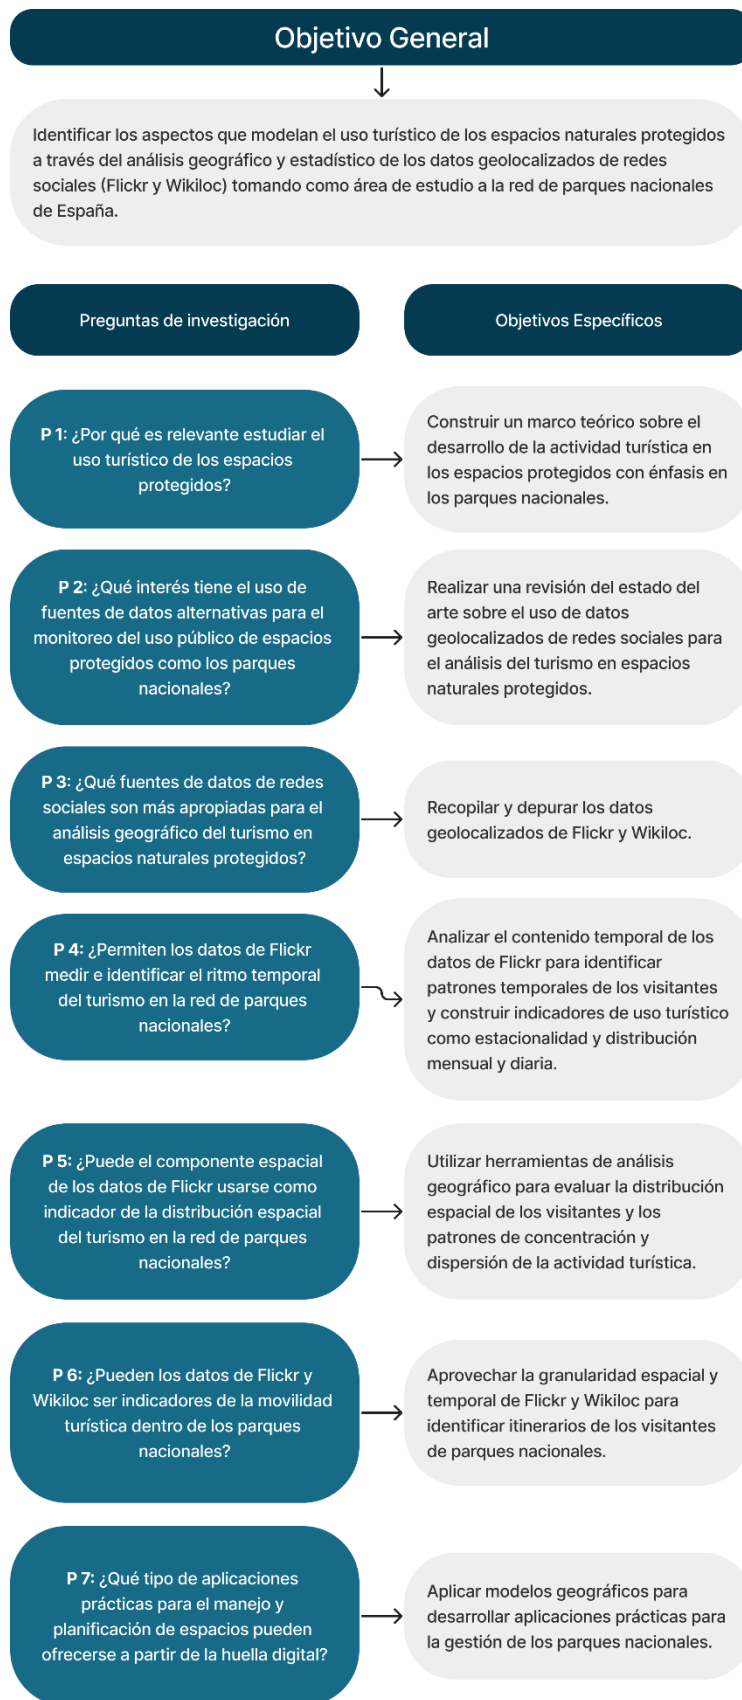 Objetivo General
Identificar los aspectos que modelan el uso turístico de los espacios naturales protegidos
a través del análisis geográfico y estadístico de los datos geolocalizados de redes
sociales (Flickr y Wikiloc) tomando como área de estudio a la red de parques nacionales
de España.
Preguntas de investigación
Objetivos Específicos
P 1: ¿Por qué es relevante estudiar el
uso turístico de los espacios
protegidos?
Construir un marco teórico sobre el
desarrollo de la actividad turística en
los espacios protegidos con énfasis en
los parques nacionales.
P 2: ¿Qué interés tiene el uso de
fuentes de datos alternativas para el
monitoreo del uso público de espacios
protegidos como los parques
nacionales?
Realizar una revisión del estado del
arte sobre el uso de datos
geolocalizados de redes sociales para
el análisis del turismo en espacios
naturales protegidos.
P 3: ¿Qué fuentes de datos de redes
sociales son más apropiadas para el
análisis geográfico del turismo en
espacios naturales protegidos?
Recopilar y depurar los datos
geolocalizados de Flickr y Wikiloc.
P 4: ¿Permiten los datos de Flickr
medir e identificar el ritmo temporal
del turismo en la red de parques
nacionales?
Analizar el contenido temporal de los
datos de Flickr para identificar
patrones temporales de los visitantes
y construir indicadores de uso turístico
como estacionalidad y distribución
mensual y diaria.
P 5: ¿Puede el componente espacial
de los datos de Flickr usarse como
indicador de la distribución espacial
del turismo en la red de parques
nacionales?
Utilizar herramientas de análisis
geográfico para evaluar la distribución
espacial de los visitantes y los
patrones de concentración y
dispersión de la actividad turística.
P 6: ¿Pueden los datos de Flickr y
Wikiloc ser indicadores de la movilidad
turística dentro de los parques
nacionales?
Aprovechar la granularidad espacial y
temporal de Flickr y Wikiloc para
identificar itinerarios de los visitantes
de parques nacionales.
P 7: ¿Qué tipo de aplicaciones
prácticas para el manejo y
planificación de espacios pueden
ofrecerse a partir de la huella digital?
Aplicar modelos geográficos para
desarrollar aplicaciones prácticas para
la gestión de los parques nacionales.